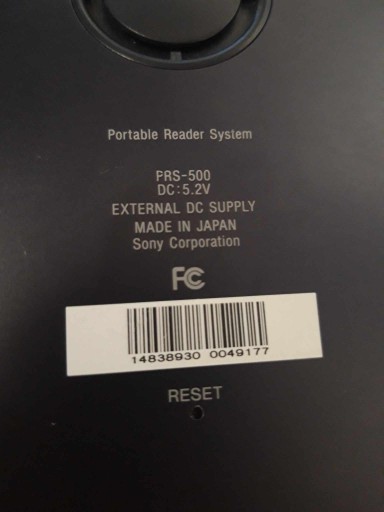 Portable Reader System
PRS-500
DC:5.2V
EXTERNAL DC SUPPLY
MADE IN JAPAN
Sony Corporation
FC
14838930 0049177
RESET